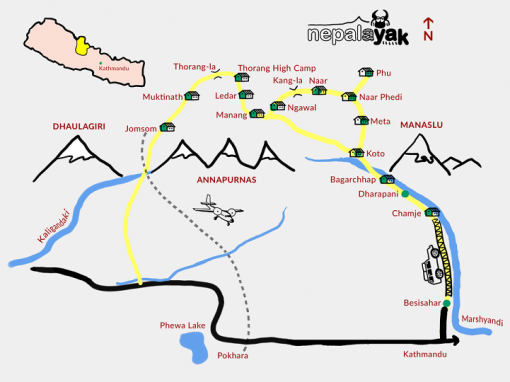 nepalayak
N
Kathmandu
Thorang-la
Thorang High Camp
Kang-la
Naar
Phu
Muktinath
Ledar
Naar Phedi
Ngawal
Manang
Meta
Jomsom
DHAULAGIRI
MANASLU
Koto
ANNAPURNAS
Bagarchhap
Dharapani
Chamje
Kaligandaki
Besisahar
Marshyandi
Phewa Lake
Pokhara
Kathmandu